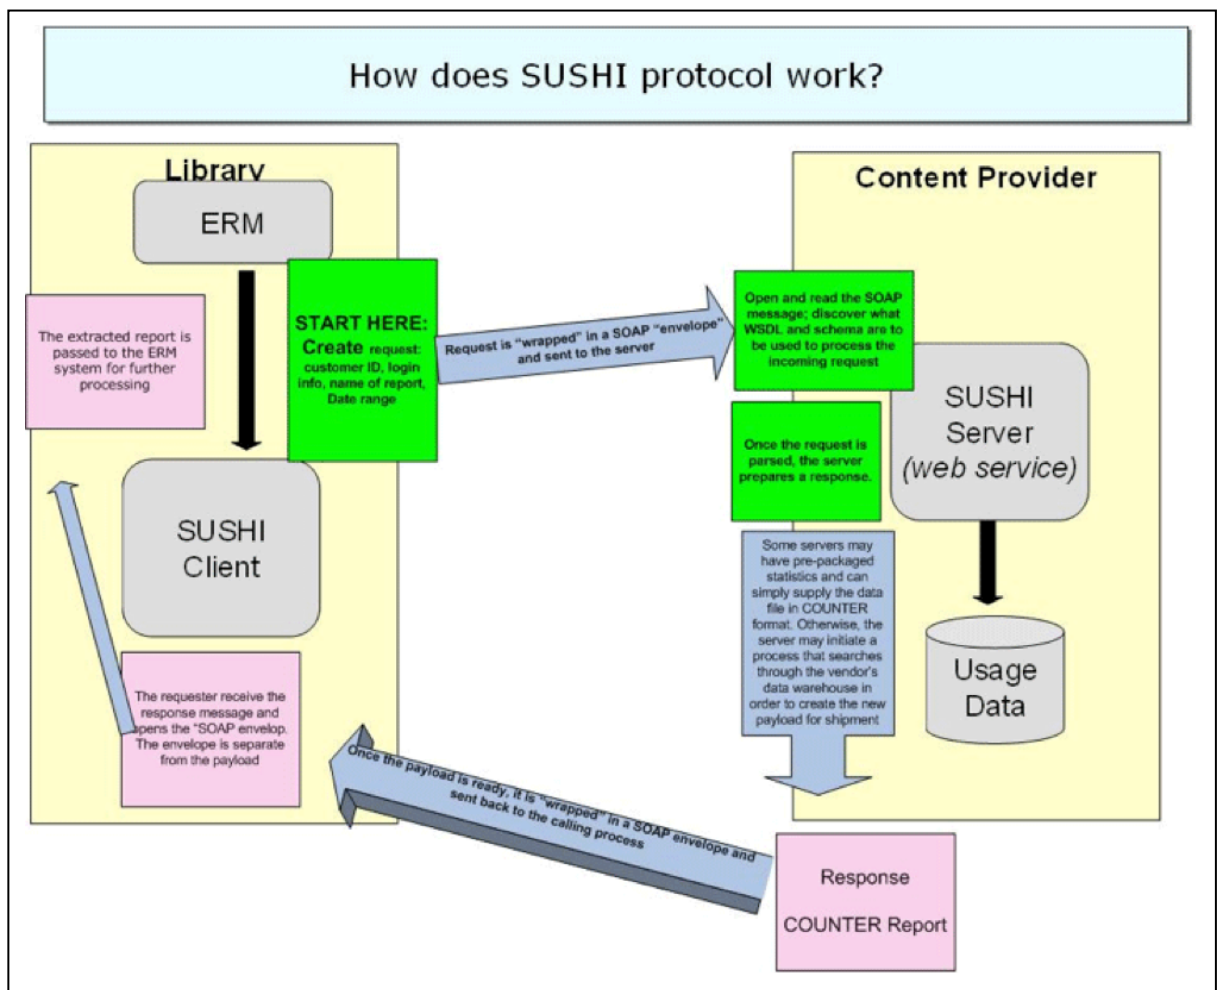 How does SUSHI protocol work?
Library
ERM
START HERE:
Create request:
customer ID, login
info, name of report,
Date range
The extracted report is
passed to the ERM
system for further
processing
SUSHI
Client
The requester receive the
response message and
opens the “SOAP envelop.
The envelope is separate
from the payload
Request is “wrapped” in a SOAP “envelope”
and sent to the server
Content Provider
Open and read the SOAP
message; discover what
WSDL and schema are to
be used to process the
incoming request
SUSHI
Server
(web service)
Once the request is
parsed, the server
prepares a response.
Some servers may
have pre-packaged
statistics and can
simply supply the data
file in COUNTER
format. Otherwise, the
server may initiate a
process that searches
through the vendor's
data warehouse in
order to create the new
payload for shipment
Usage
Data
Once the payload is ready, it is “wrapped” in a SOAP envelope and
sent back to the calling process
Response
COUNTER Report